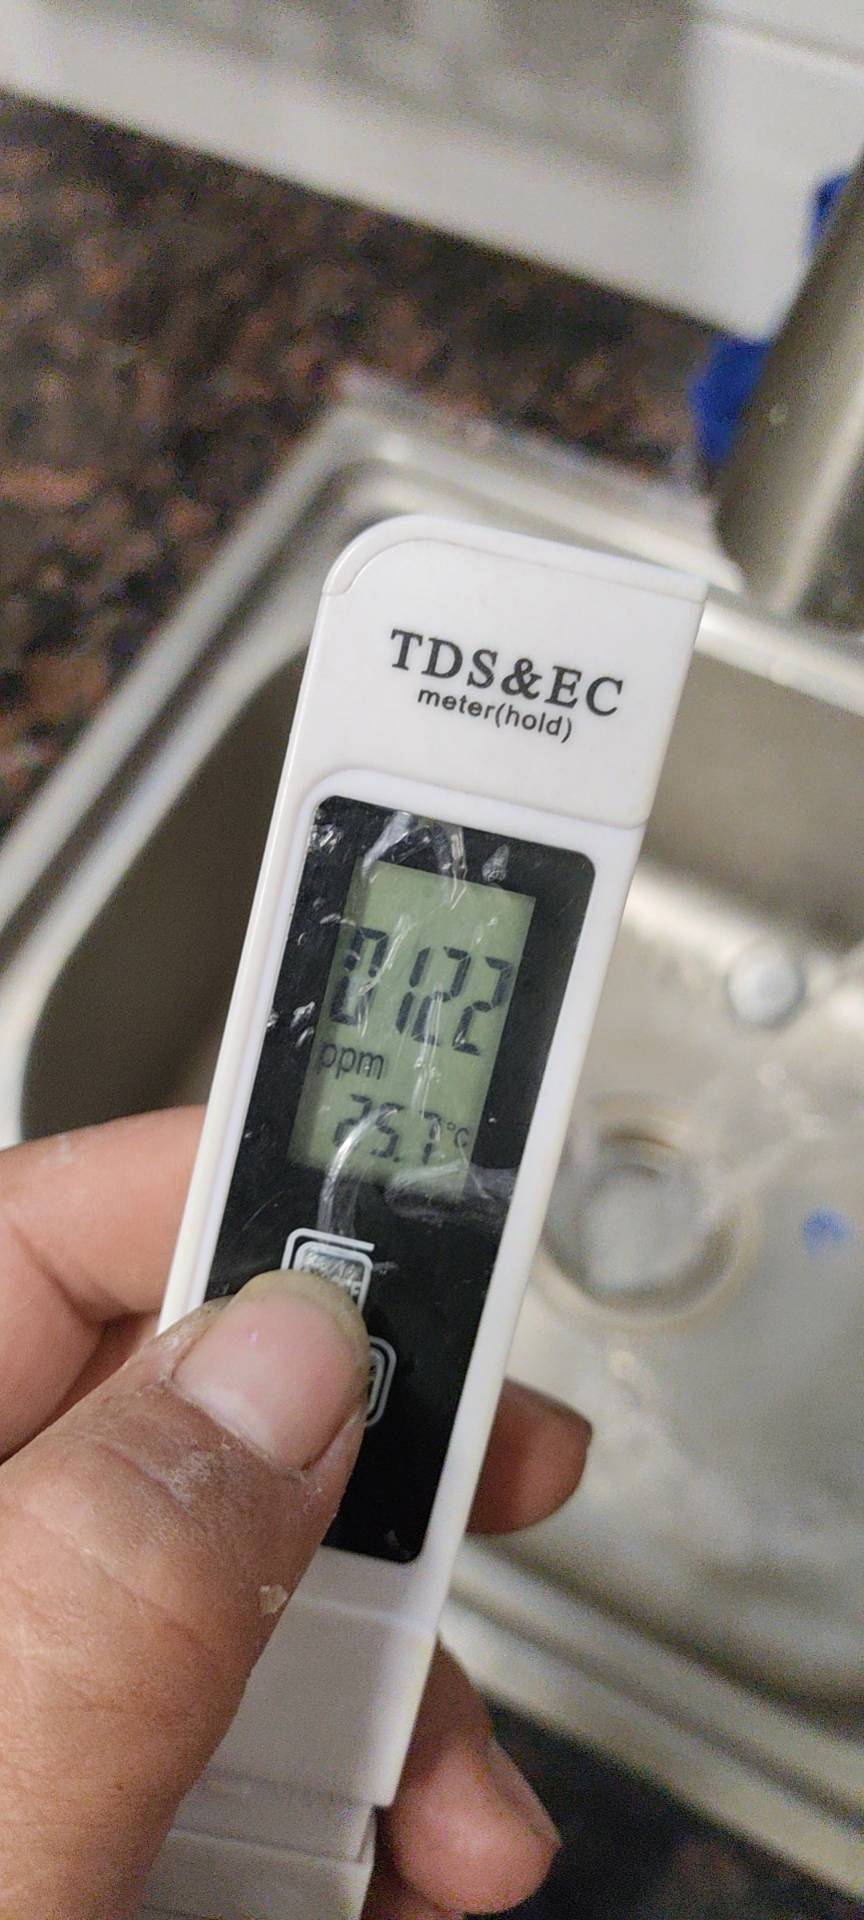 TDS&EC
meter(hold)
0122
ppm
25.7°C